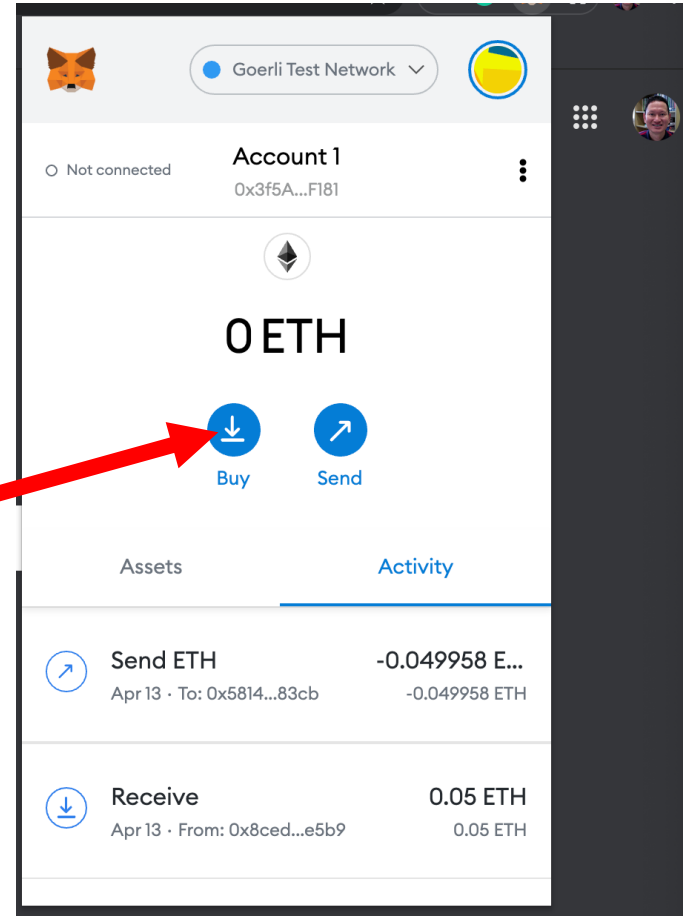 Goerli Test Network
Not connected
Account 1
0x3f5A...F181
0 ETH
Buy
Send
Assets
Activity
Send ETH
-0.049958 E...
Apr 13 · To: 0x5814...83cb
-0.049958 ETH
Receive
0.05 ETH
Apr 13 · From: 0x8ced...e5b9
0.05 ETH